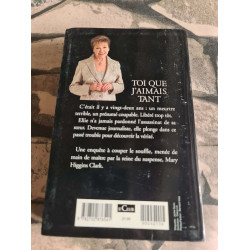 TOI QUE
J'AIMAIS
TANT
C'était il y a vingt-deux ans : un meurtre
terrible, un présumé coupable. Libéré trop tôt.
Ellie n'a jamais pardonné l'assassinat de sa
sœur. Devenue journaliste, elle plonge dans ce
passé trouble pour découvrir la vérité.
Une enquête à couper le souffle, menée de
main de maître par la reine du suspense, Mary
Higgins Clark.